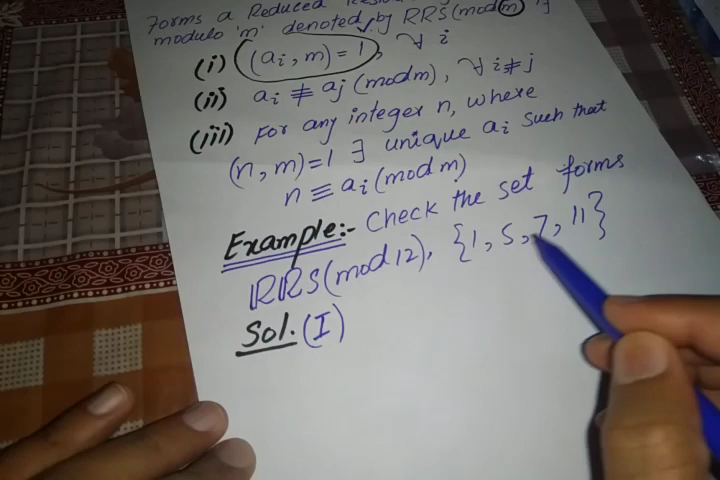 Forms a Reduced
modulo 'm' denoted by RRS(mod m) if
(i) (ai, m) = 1, ∀ i
(ii) ai ≢ aj (mod m), ∀ i≠j
(iii) For any integer n, where
(n, m)=1 ∃ unique ai such that
n ≡ ai (mod m)
Example:- Check the set forms
RRS(mod 12), {1, 5, 7, 11}
Sol. (I)